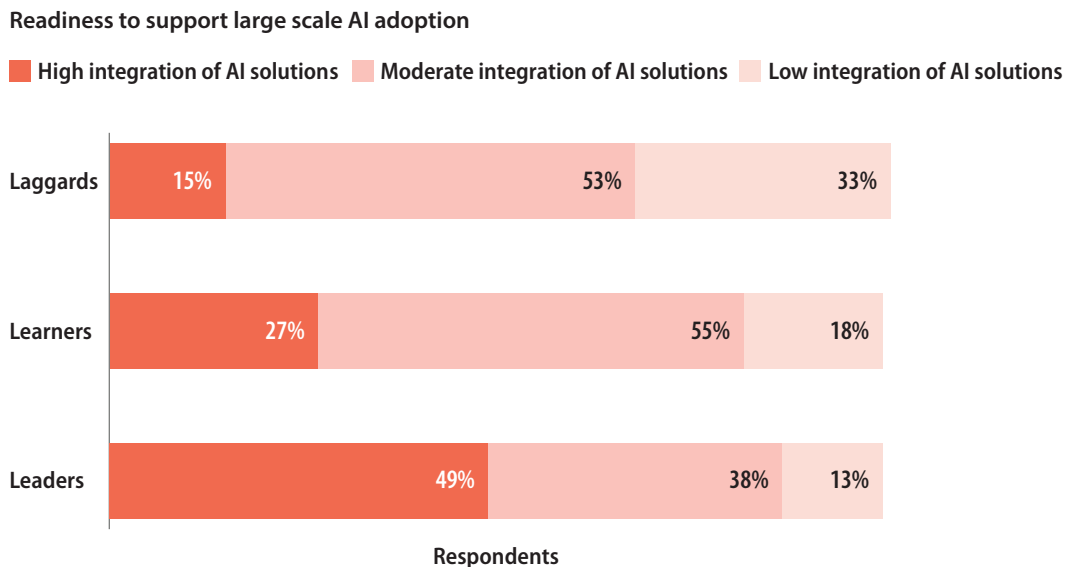 Readiness to support large scale AI adoption
High integration of AI solutions Moderate integration of AI solutions Low integration of AI solutions
Laggards 15% 53% 33%
Learners 27% 55% 18%
Leaders 49% 38% 13%
Respondents